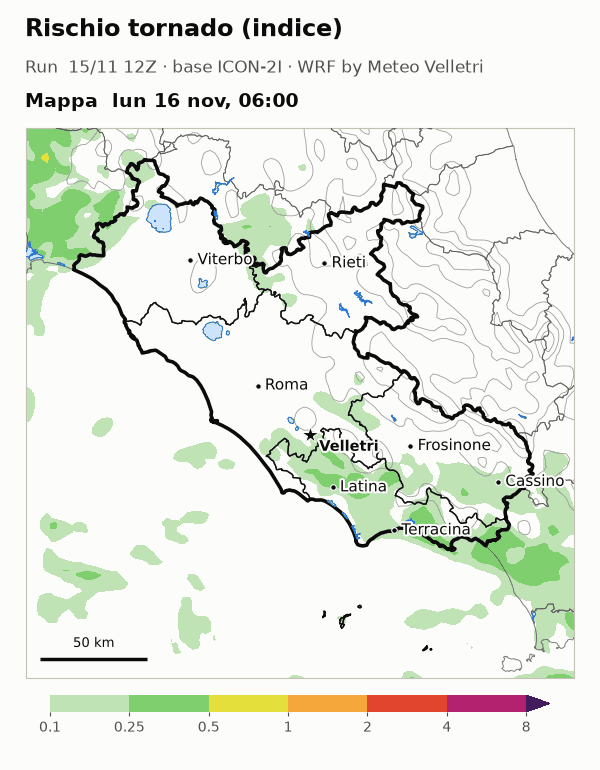 Rischio tornado (indice)
Run 15/11 12Z · base ICON-2I · WRF by Meteo Velletri
Mappa lun 16 nov, 06:00
Viterbo
Rieti
Roma
Velletri
Frosinone
Latina
Cassino
Terracina
50 km
0.1 0.25 0.5 1 2 4 8